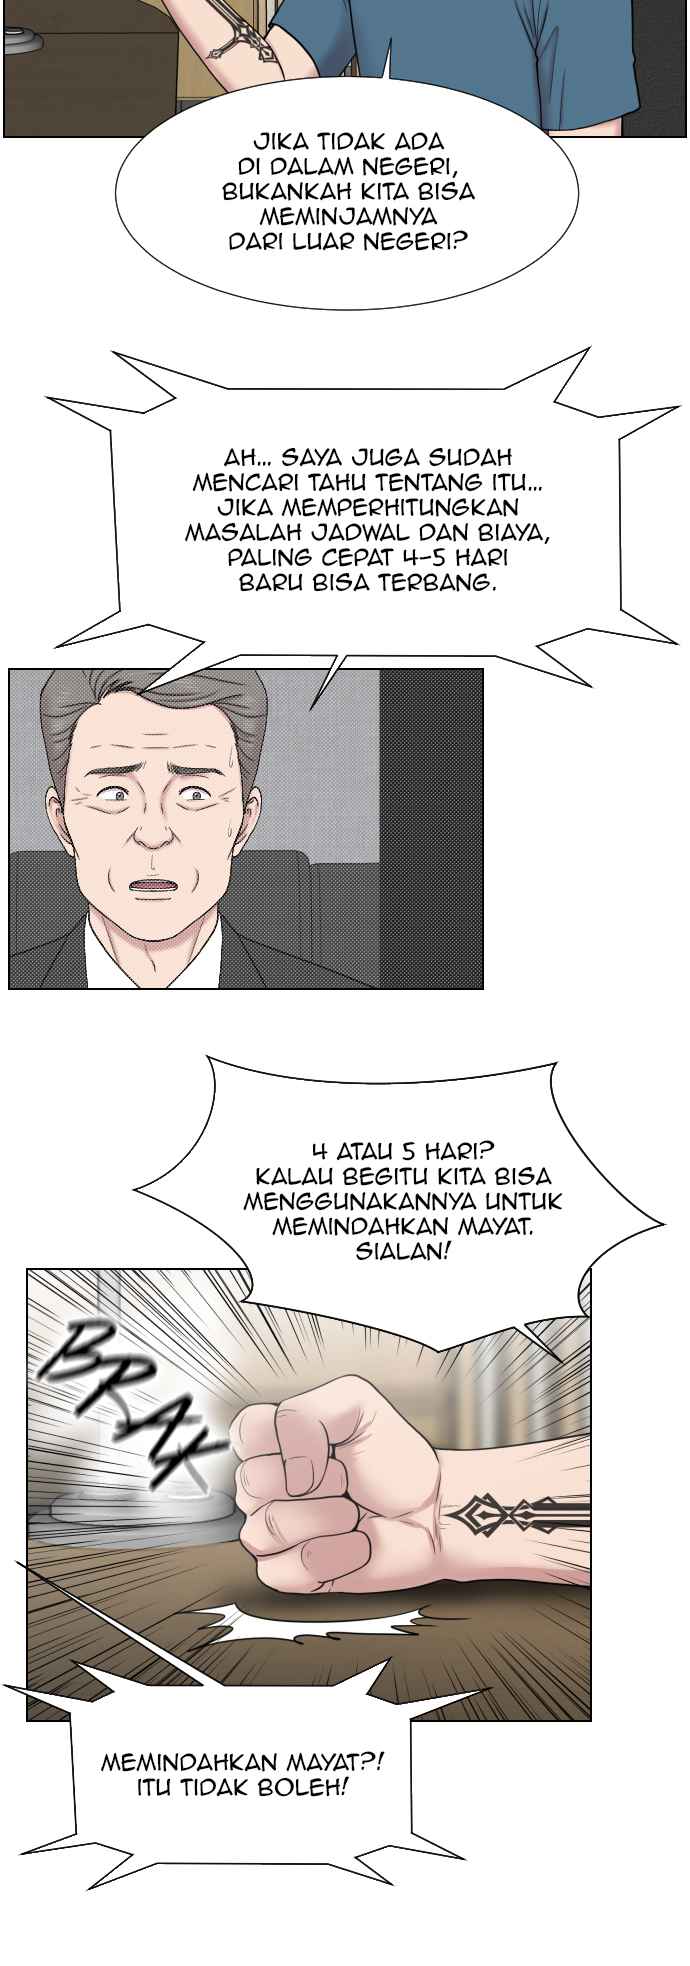 JIKA TIDAK ADA
DI DALAM NEGERI,
BUKANKAH KITA BISA
MEMINJAMNYA
DARI LUAR NEGERI?
AH... SAYA JUGA SUDAH
MENCARI TAHU TENTANG ITU...
JIKA MEMPERHITUNGKAN
MASALAH JADWAL DAN BIAYA,
PALING CEPAT 4-5 HARI
BARU BISA TERBANG.
4 ATAU 5 HARI?
KALAU BEGITU KITA BISA
MENGGUNAKANNYA UNTUK
MEMINDAHKAN MAYAT.
SIALAN!
BRAK
MEMINDAHKAN MAYAT?!
ITU TIDAK BOLEH!